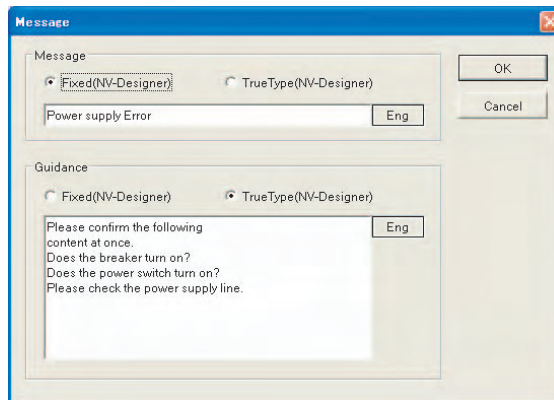 Message
Message
Fixed(NV-Designer) TrueType(NV-Designer)
Power supply Error Eng
OK
Cancel
Guidance
Fixed(NV-Designer) TrueType(NV-Designer)
Please confirm the following Eng
content at once.
Does the breaker turn on?
Does the power switch turn on?
Please check the power supply line.